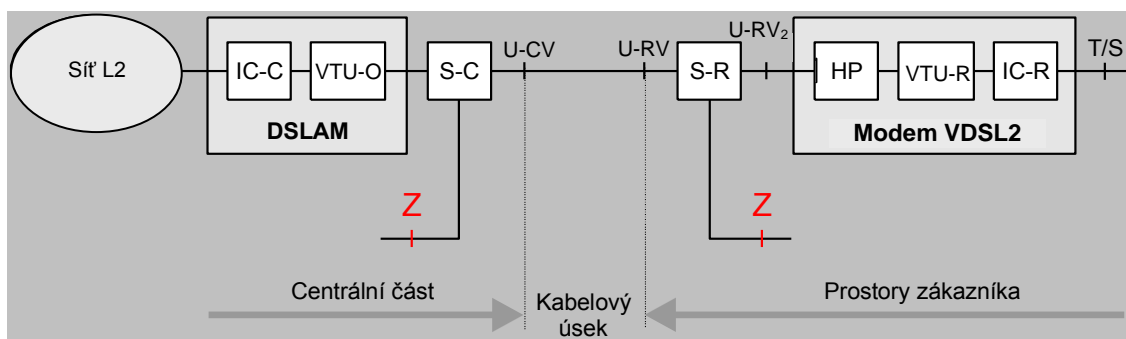 Síť L2
IC-C
VTU-O
DSLAM
S-C
U-CV
U-RV
S-R
U-RV₂
HP
VTU-R
IC-R
Modem VDSL2
T/S
Z
Z
Centrální část
Kabelový
úsek
Prostory zákazníka